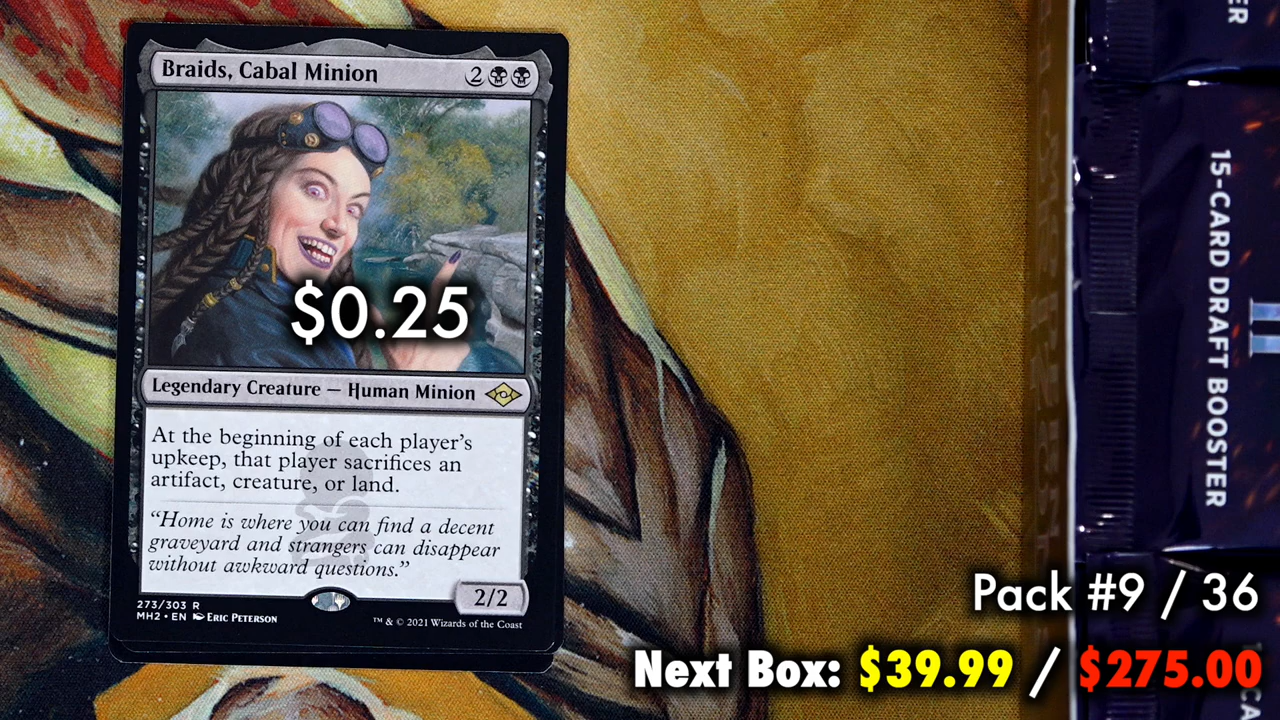 Braids, Cabal Minion 2
$0.25
Legendary Creature — Human Minion
At the beginning of each player's
upkeep, that player sacrifices an
artifact, creature, or land.
"Home is where you can find a decent
graveyard and strangers can disappear
without awkward questions."
2/2
273/303 R
MH2 • EN ERIC PETERSON
™ & © 2021 Wizards of the Coast
ER
15-CARD DRAFT BOOSTER
Pack #9 / 36
Next Box: $39.99 / $275.00
CA